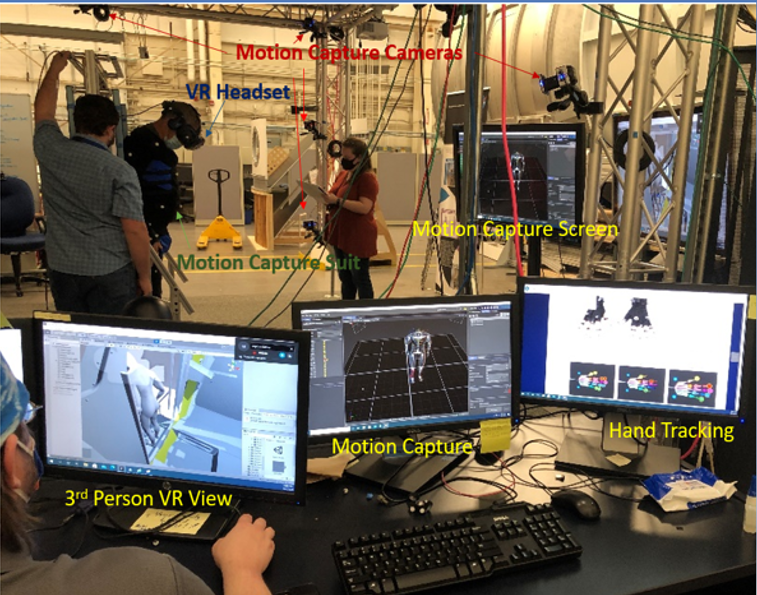 Motion Capture Cameras
VR Headset
Motion Capture Screen
Motion Capture Suit
Hand Tracking
Motion Capture
3rd Person VR View
DELL